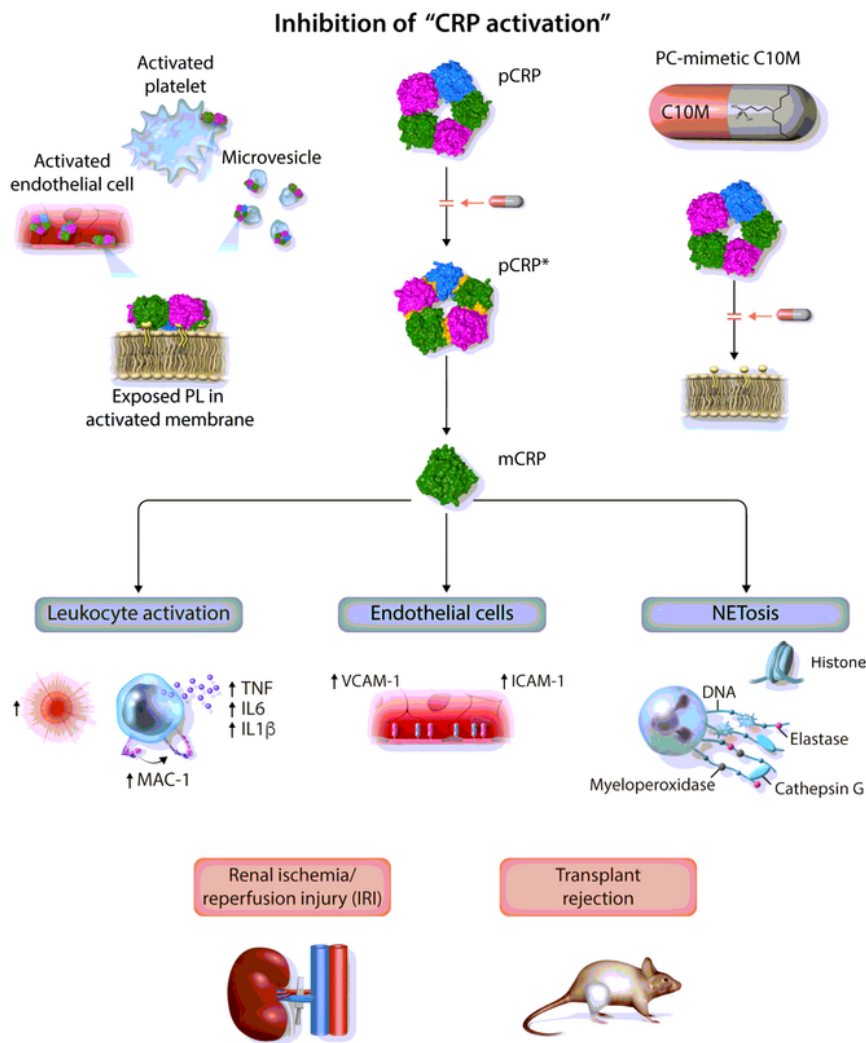 Inhibition of “CRP activation”
Activated
platelet
Activated
endothelial cell
Microvesicle
Exposed PL in
activated membrane
pCRP
pCRP*
mCRP
PC-mimetic C10M
C10M
Leukocyte activation
↑
↑ TNF
↑ IL6
↑ IL1β
↑ MAC-1
Endothelial cells
↑ VCAM-1
↑ ICAM-1
NETosis
Histone
DNA
Elastase
Myeloperoxidase
Cathepsin G
Renal ischemia/
reperfusion injury (IRI)
Transplant
rejection